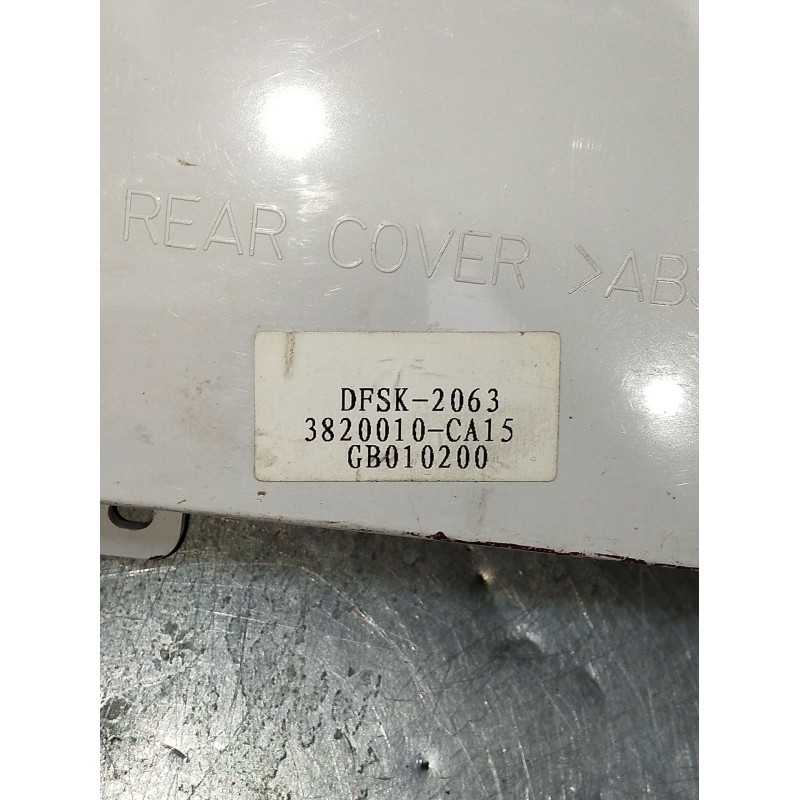 REAR COVER >ABS
DFSK-2063
3820010-CA15
GB010200